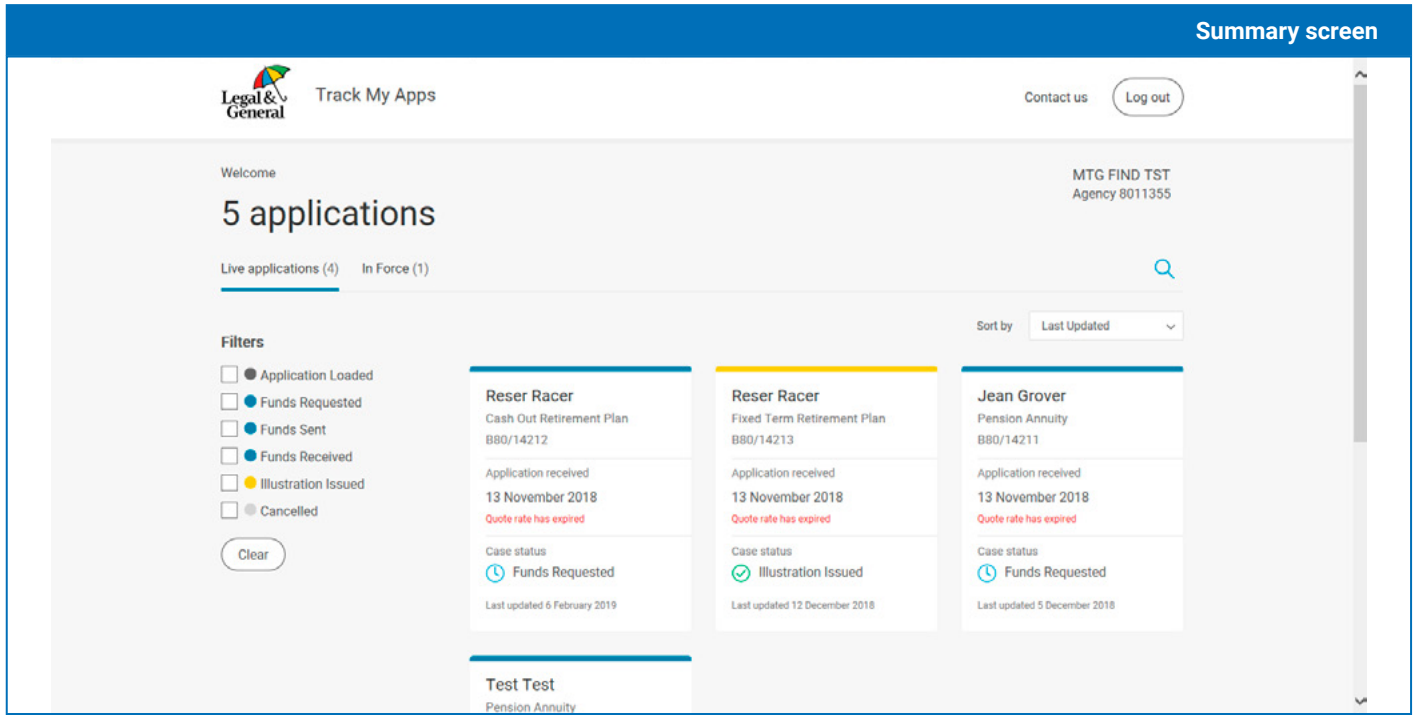 Summary screen
Legal &
General
Track My Apps
Contact us
Log out
Welcome
MTG FIND TST
5 applications
Agency 8011355
Live applications (4)
In Force (1)
Sort by
Last Updated
Filters
Application Loaded
Funds Requested
Funds Sent
Funds Received
Illustration Issued
Cancelled
Clear
Reser Racer
Cash Out Retirement Plan
B80/14212
Application received
13 November 2018
Quote rate has expired
Case status
Funds Requested
Last updated 6 February 2019
Reser Racer
Fixed Term Retirement Plan
B80/14213
Application received
13 November 2018
Quote rate has expired
Case status
Illustration Issued
Last updated 12 December 2018
Jean Grover
Pension Annuity
B80/14211
Application received
13 November 2018
Quote rate has expired
Case status
Funds Requested
Last updated 5 December 2018
Test Test
Pension Annuity